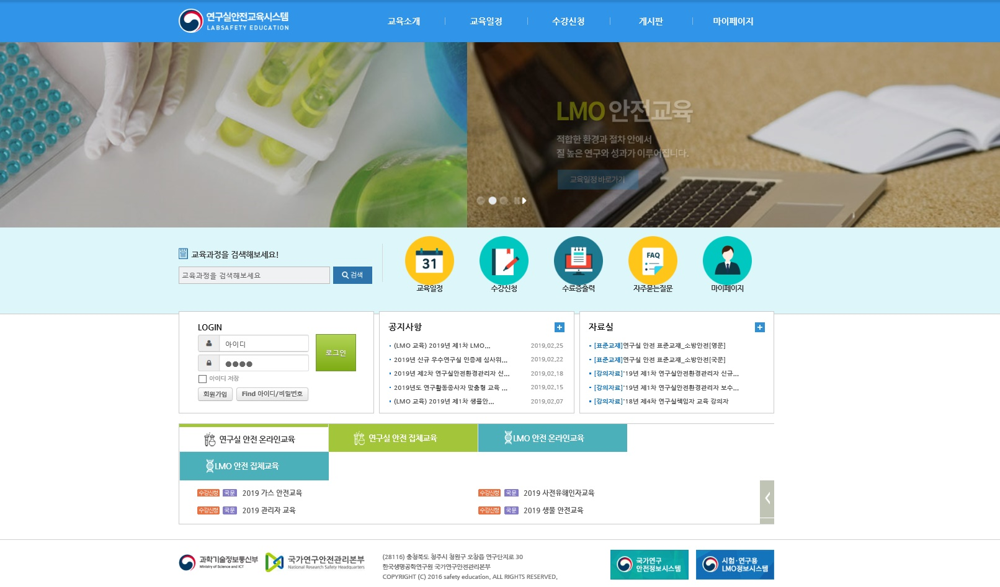 연구실안전교육시스템
LABSAFETY EDUCATION
교육소개
교육일정
수강신청
게시판
마이페이지
LMO 안전교육
적합한 환경과 절차 안에서
질 높은 연구와 성과가 이루어집니다.
교육일정 바로가기
교육과정을 검색해보세요!
교육과정을 검색해보세요
검색
31
교육일정
수강신청
수료증출력
FAQ
자주묻는질문
마이페이지
LOGIN
아이디
로그인
아이디 저장
회원가입
Find 아이디/비밀번호
공지사항
(LMO 교육) 2019년 제1차 LMO... 2019.02.25
2019년 신규 우수연구실 인증제 심사위... 2019.02.22
2019년 제2차 연구실안전환경관리자 신... 2019.02.18
2019년도 연구활동종사자 맞춤형 교육 ... 2019.02.15
(LMO 교육) 2019년 제1차 생물안... 2019.02.07
자료실
[표준교재]연구실 안전 표준교재_소방안전[영문]
[표준교재]연구실 안전 표준교재_소방안전[국문]
[강의자료]'19년 제1차 연구실안전환경관리자 신규...
[강의자료]'19년 제1차 연구실안전환경관리자 보수...
[강의자료]'18년 제4차 연구실책임자 교육 강의자
연구실 안전 온라인교육
연구실 안전 집체교육
LMO 안전 온라인교육
LMO 안전 집체교육
수강신청 국문 2019 가스 안전교육
수강신청 국문 2019 사전유해인자교육
수강신청 국문 2019 관리자 교육
수강신청 국문 2019 생물 안전교육
과학기술정보통신부
Ministry of Science and ICT
국가연구안전관리본부
National Research Safety Headquarters
(28116) 충청북도 청주시 청원구 오창읍 연구단지로 30
한국생명공학연구원 국가연구안전관리본부
COPYRIGHT (C) 2016 safety education. ALL RIGHTS RESERVED.
국가연구
안전정보시스템
시험·연구용
LMO정보시스템